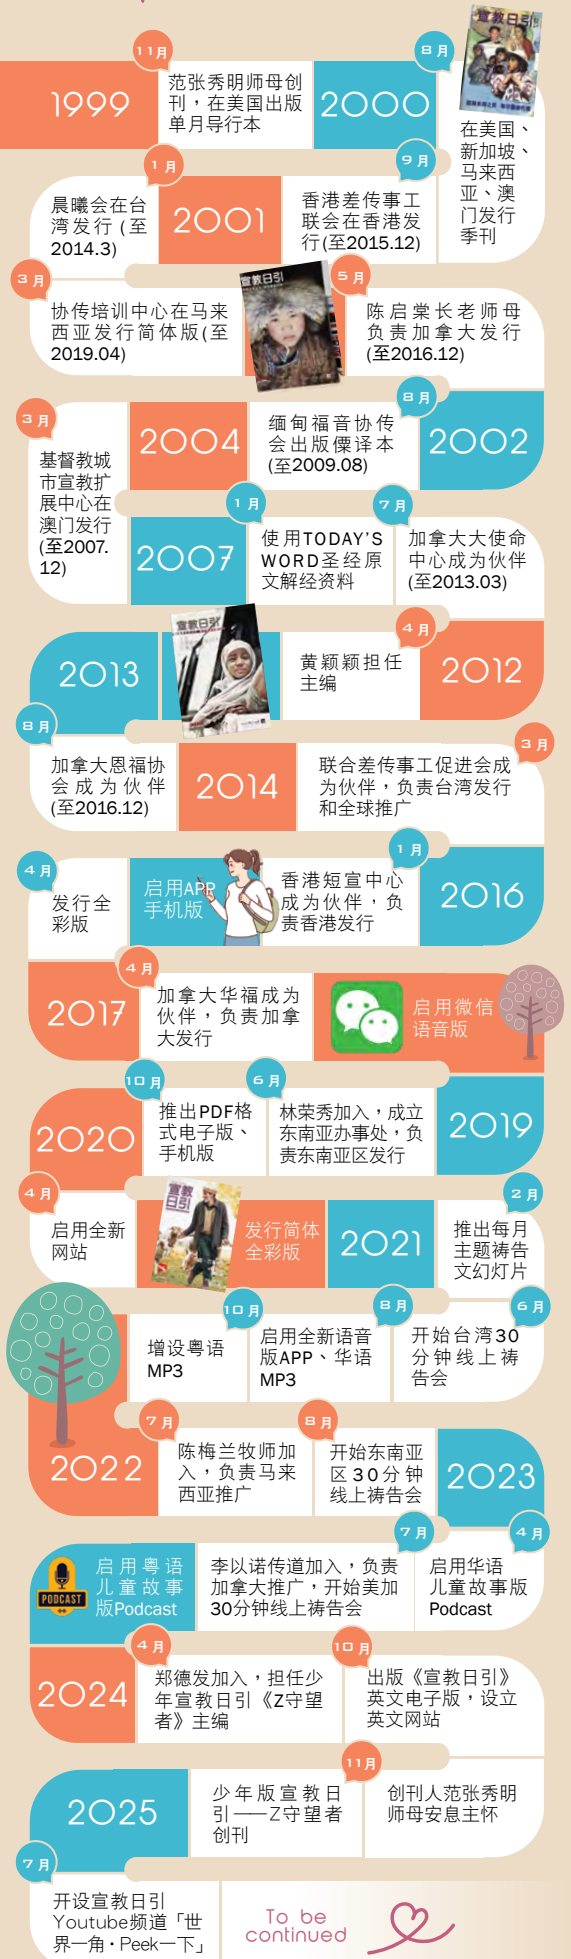 11月
1999
范张秀明师母创
刊，在美国出版
单月导行本
2000
8月
宣教日引
在美国、
新加坡、
马来西
亚、澳
门发行
季刊
9月
香港差传事工
联会在香港发
行(至2015.12)
2001
1月
晨曦会在台
湾发行(至
2014.3)
3月
协传培训中心在马来
西亚发行简体版(至
2019.04)
宣教日引
5月
陈启棠长老师母
负责加拿大发行
(至2016.12)
2002
8月
缅甸福音协传
会出版傈译本
(至2009.08)
2004
3月
基督教城
市宣教扩
展中心在
澳门发行
(至2007.
12)
2007
1月
使用TODAY'S
WORD圣经原
文解经资料
7月
加拿大大使命
中心成为伙伴
(至2013.03)
2012
4月
黄颖颖担任
主编
宣教日引
2013
8月
加拿大恩福协
会成为伙伴
(至2016.12)
2014
3月
联合差传事工促进会成
为伙伴，负责台湾发行
和全球推广
2016
1月
香港短宣中心
成为伙伴，负
责香港发行
启用APP
手机版
4月
发行全
彩版
2017
4月
加拿大华福成为
伙伴，负责加拿
大发行
启用微信
语音版
2019
6月
林荣秀加入，成立
东南亚办事处，负
责东南亚区发行
10月
推出PDF格
式电子版、
手机版
2020
4月
启用全新
网站
宣教
日引
发行简体
全彩版
2021
2月
推出每月
主题祷告
文幻灯片
6月
开始台湾30
分钟线上祷
告会
8月
启用全新语音
版APP、华语
MP3
10月
增设粤语
MP3
2022
7月
陈梅兰牧师加
入，负责马来
西亚推广
8月
开始东南亚
区30分钟
线上祷告会
2023
4月
启用华语
儿童故事版
Podcast
7月
李以诺传道加入，负责
加拿大推广，开始美加
30分钟线上祷告会
PODCAST
启用粤语
儿童故事
版Podcast
2024
4月
郑德发加入，担任少
年宣教日引《Z守望
者》主编
10月
出版《宣教日引》
英文电子版，设立
英文网站
11月
创刊人范张秀明
师母安息主怀
少年版宣教日
引——Z守望者
创刊
2025
7月
开设宣教日引
Youtube频道「世
界一角·Peek一下」
To be
continued